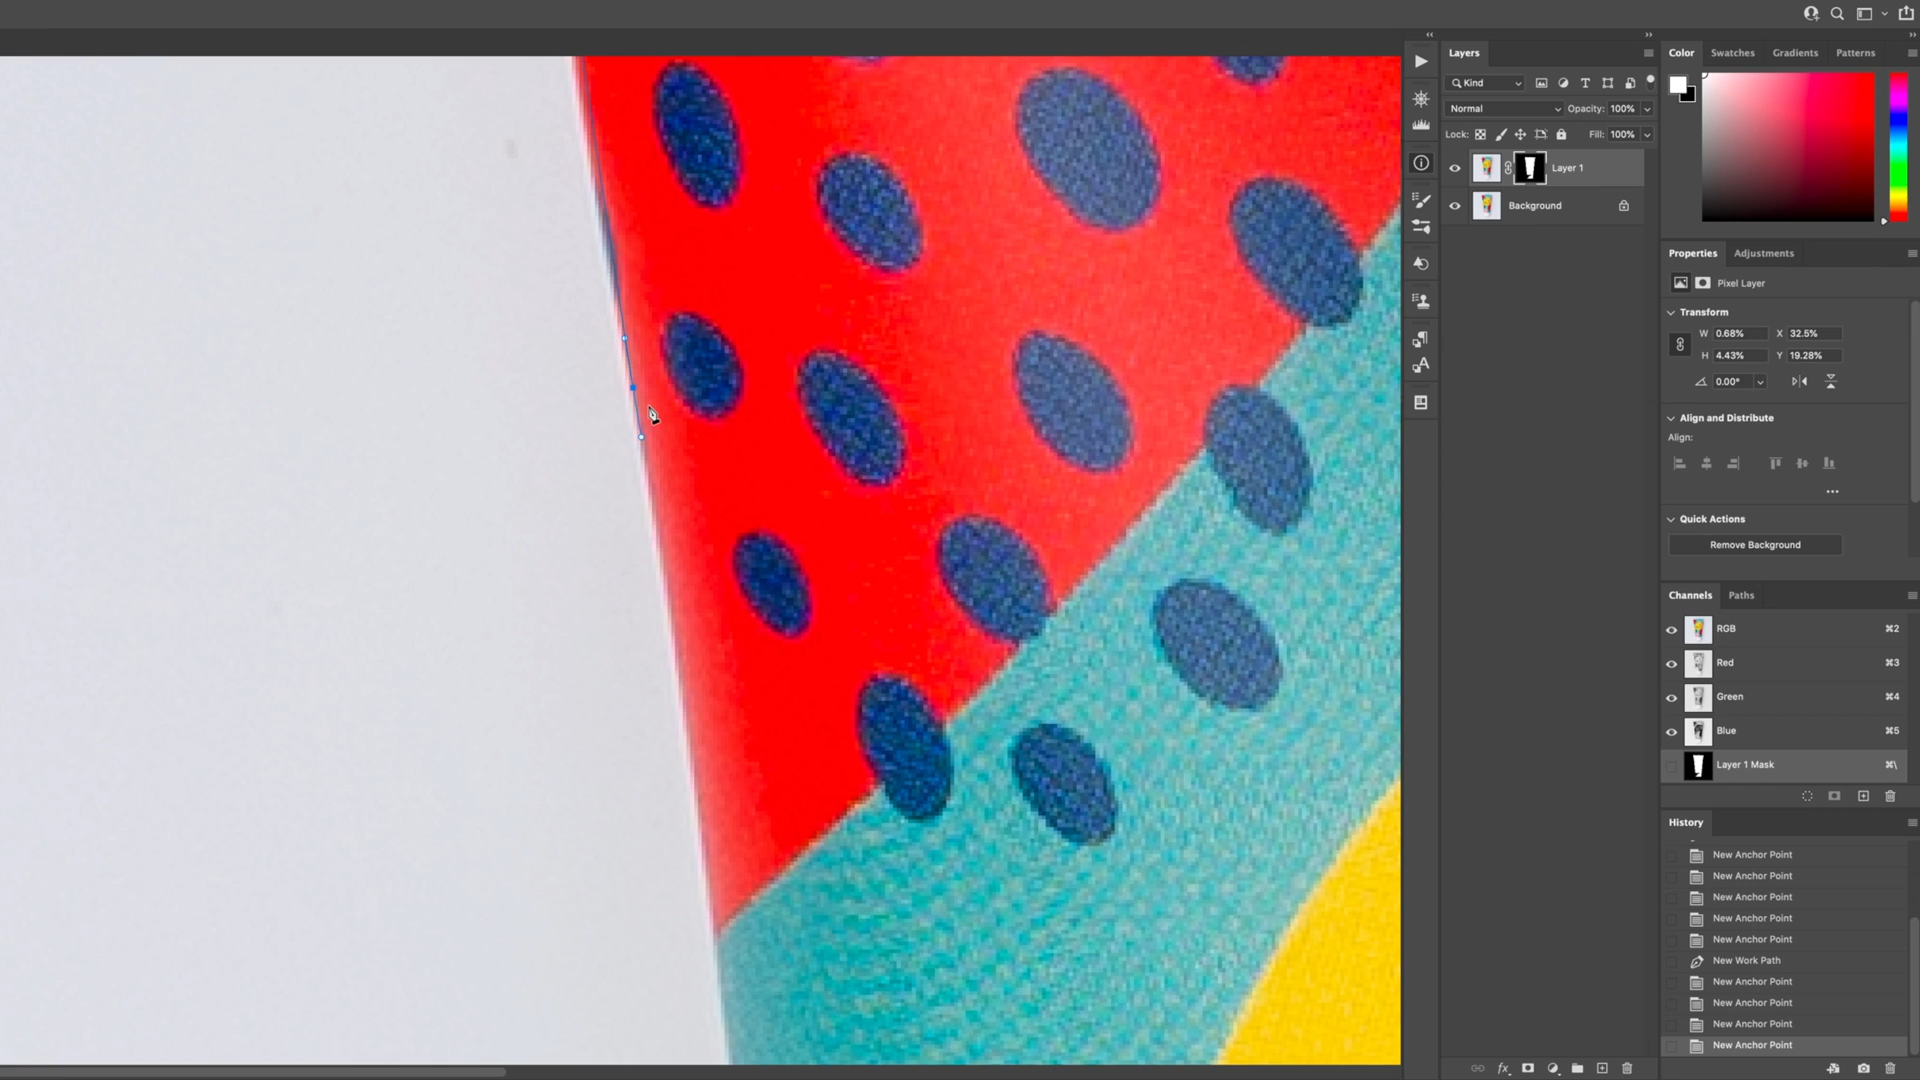 Layers
Kind
Normal
Opacity: 100%
Lock:
Fill: 100%
Layer 1
Background
Color
Swatches
Gradients
Patterns
Properties
Adjustments
Pixel Layer
Transform
W 0.68%
X 32.5%
H 4.43%
Y 19.28%
0.00°
Align and Distribute
Align:
Quick Actions
Remove Background
Channels
Paths
RGB ⌘2
Red ⌘3
Green ⌘4
Blue ⌘5
Layer 1 Mask ⌘\
History
New Anchor Point
New Anchor Point
New Anchor Point
New Anchor Point
New Anchor Point
New Work Path
New Anchor Point
New Anchor Point
New Anchor Point
New Anchor Point